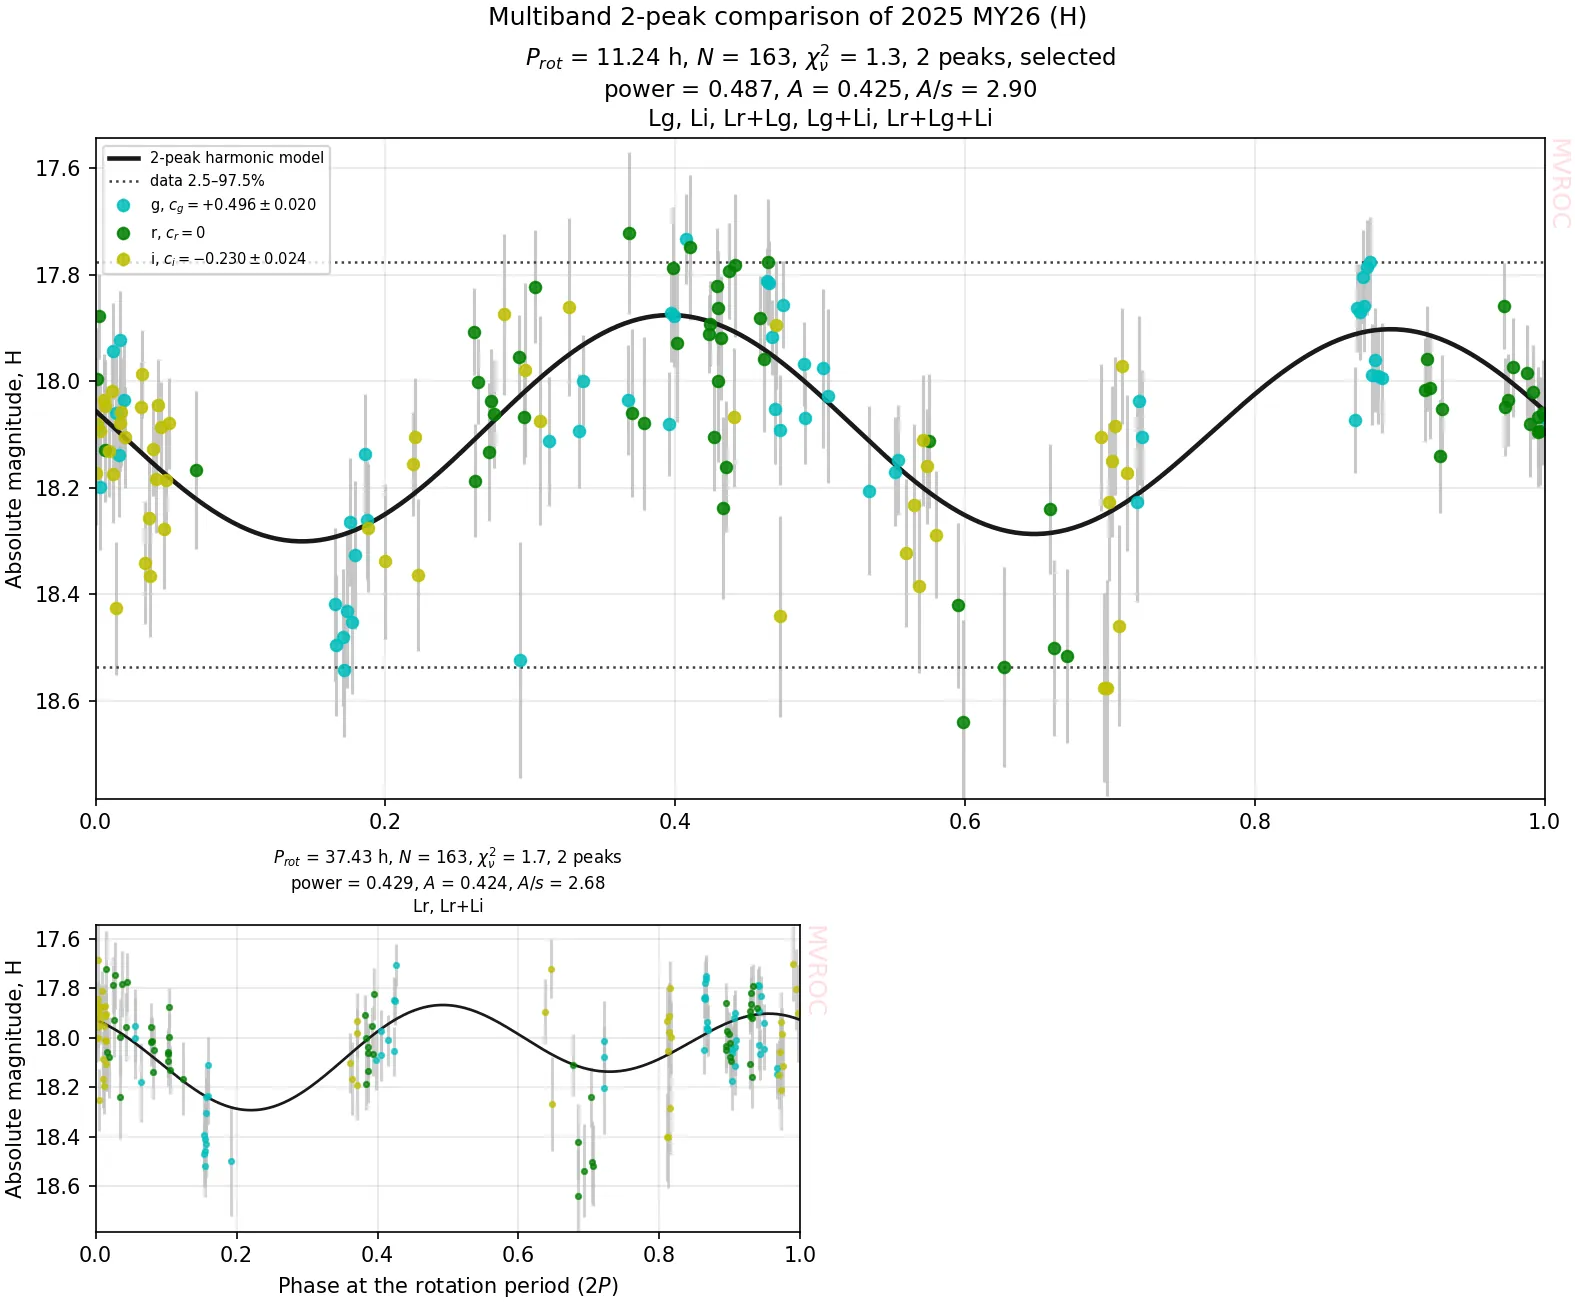 Multiband 2-peak comparison of 2025 MY26 (H)
P_rot = 11.24 h, N = 163, χ²_ν = 1.3, 2 peaks, selected
power = 0.487, A = 0.425, A/s = 2.90
Lg, Li, Lr+Lg, Lg+Li, Lr+Lg+Li
MVROC
2-peak harmonic model
data 2.5–97.5%
g, c_g = +0.496 ± 0.020
r, c_r = 0
i, c_i = −0.230 ± 0.024
Absolute magnitude, H
17.6
17.8
18.0
18.2
18.4
18.6
0.0 0.2 0.4 0.6 0.8 1.0
P_rot = 37.43 h, N = 163, χ²_ν = 1.7, 2 peaks
power = 0.429, A = 0.424, A/s = 2.68
Lr, Lr+Li
MVROC
Absolute magnitude, H
17.6
17.8
18.0
18.2
18.4
18.6
0.0 0.2 0.4 0.6 0.8 1.0
Phase at the rotation period (2P)